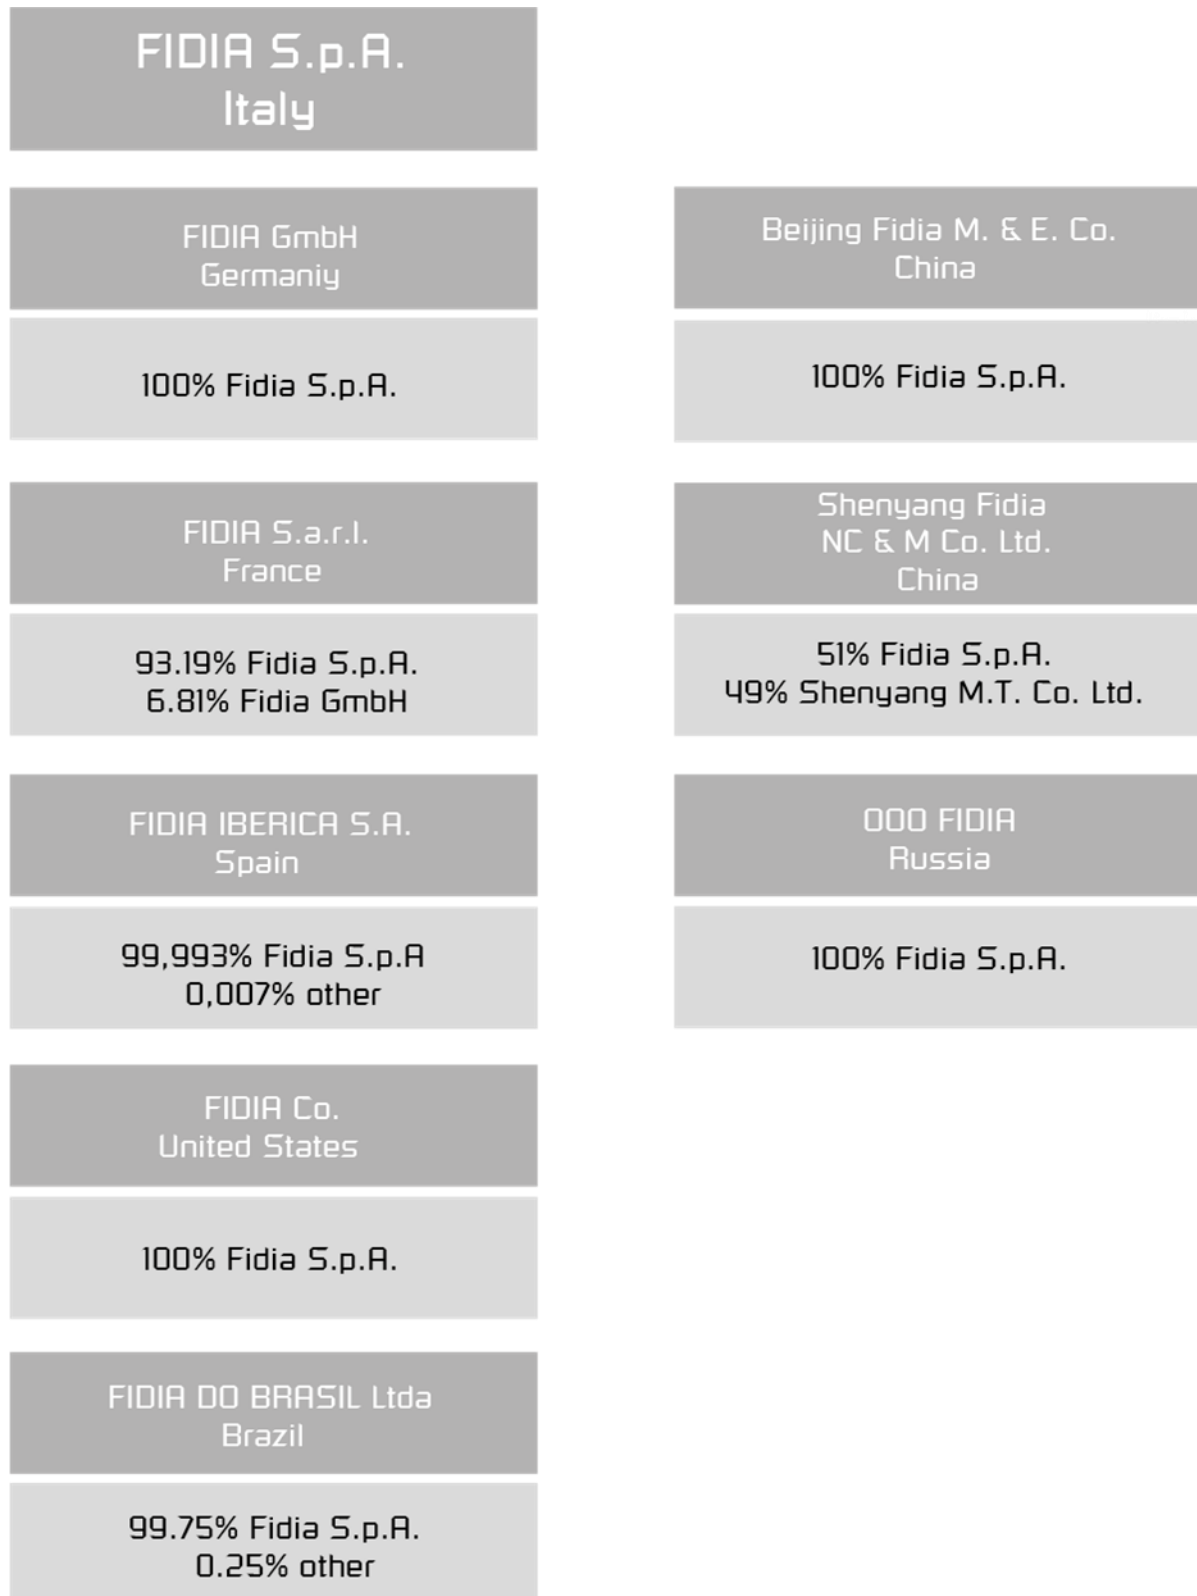 FIDIA S.p.A.
Italy
FIDIA GmbH
Germaniy
100% Fidia S.p.A.
FIDIA S.a.r.l.
France
93.19% Fidia S.p.A.
6.81% Fidia GmbH
FIDIA IBERICA S.A.
Spain
99,993% Fidia S.p.A
0,007% other
FIDIA Co.
United States
100% Fidia S.p.A.
FIDIA DO BRASIL Ltda
Brazil
99.75% Fidia S.p.A.
0.25% other
Beijing Fidia M. & E. Co.
China
100% Fidia S.p.A.
Shenyang Fidia
NC & M Co. Ltd.
China
51% Fidia S.p.A.
49% Shenyang M.T. Co. Ltd.
OOO FIDIA
Russia
100% Fidia S.p.A.